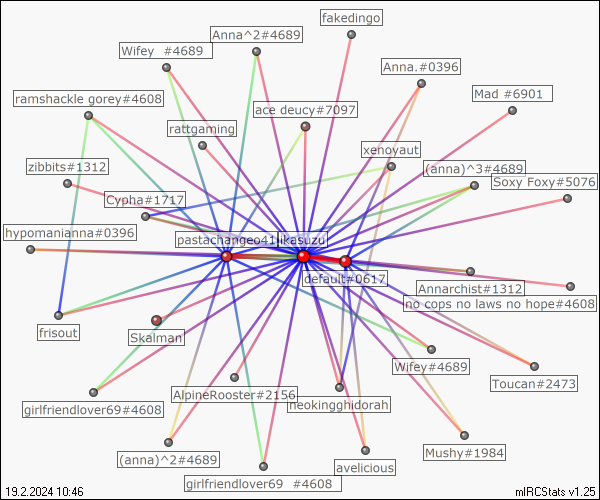 fakedingo
Anna^2#4689
Wifey  #4689
Anna.#0396
Mad #6901
ramshackle gorey#4608
ace deucy#7097
rattgaming
xenoyaut
zibbits#1312
(anna)^3#4689
Soxy Foxy#5076
Cypha#1717
hypomanianna#0396
pastachangeo41
likasuzu
default#0617
Annarchist#1312
no cops no laws no hope#4608
frisout
Skalman
Wifey#4689
Toucan#2473
AlpineRooster#2156
neokingghidorah
girlfriendlover69#4608
Mushy#1984
(anna)^2#4689
avelicious
girlfriendlover69  #4608
19.2.2024 10:46
mIRCStats v1.25